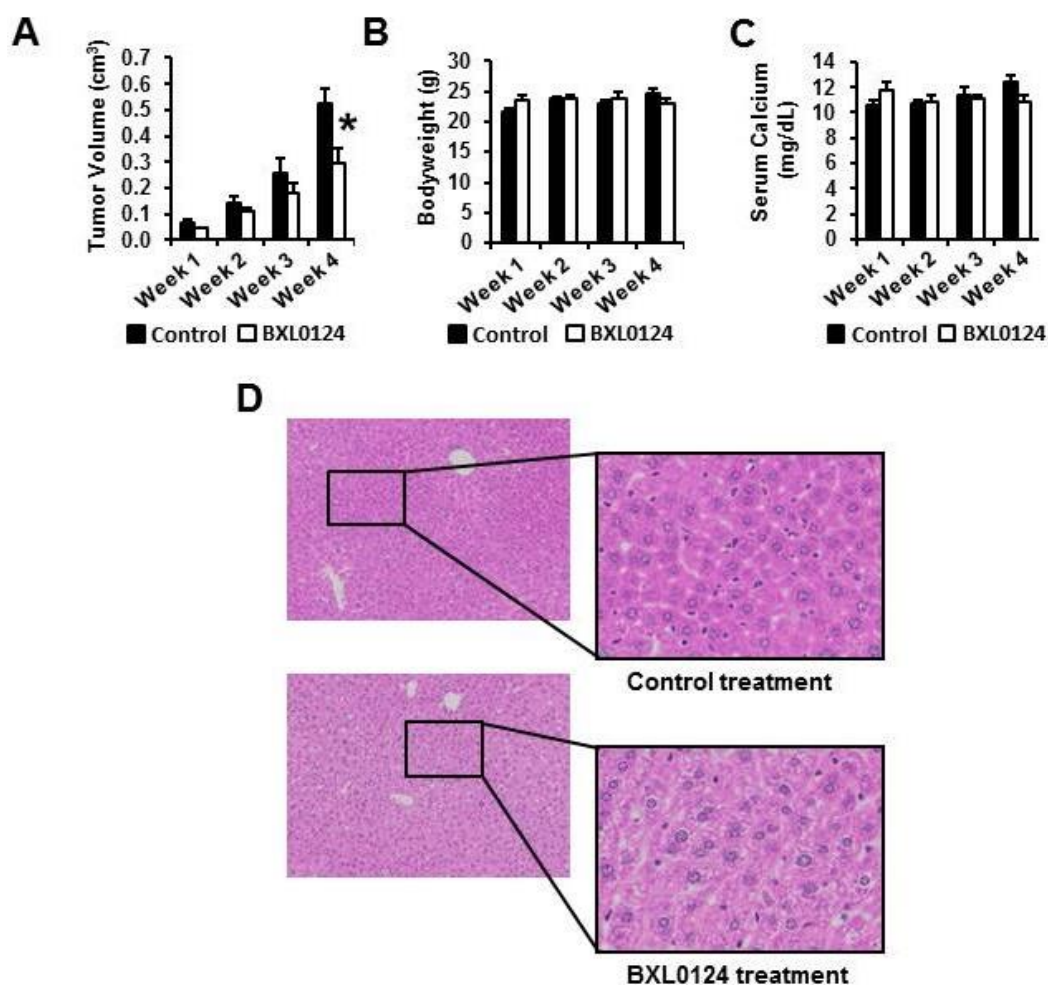 A
Tumor Volume (cm³)
0.7
0.6
0.5
0.4
0.3
0.2
0.1
0.0
*
Week 1
Week 2
Week 3
Week 4
Control BXL0124
B
Bodyweight (g)
30
25
20
15
10
5
0
Week 1
Week 2
Week 3
Week 4
Control BXL0124
C
Serum Calcium
(mg/dL)
14
12
10
8
6
4
2
0
Week 1
Week 2
Week 3
Week 4
Control BXL0124
D
Control treatment
BXL0124 treatment